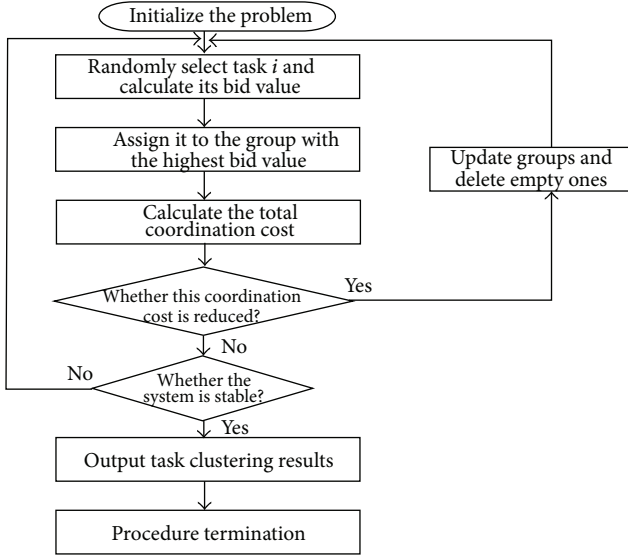 Initialize the problem
Randomly select task i and
calculate its bid value
Assign it to the group with
the highest bid value
Update groups and
delete empty ones
Calculate the total
coordination cost
Whether this coordination
cost is reduced?
Yes
No
No
Whether the
system is stable?
Yes
Output task clustering results
Procedure termination